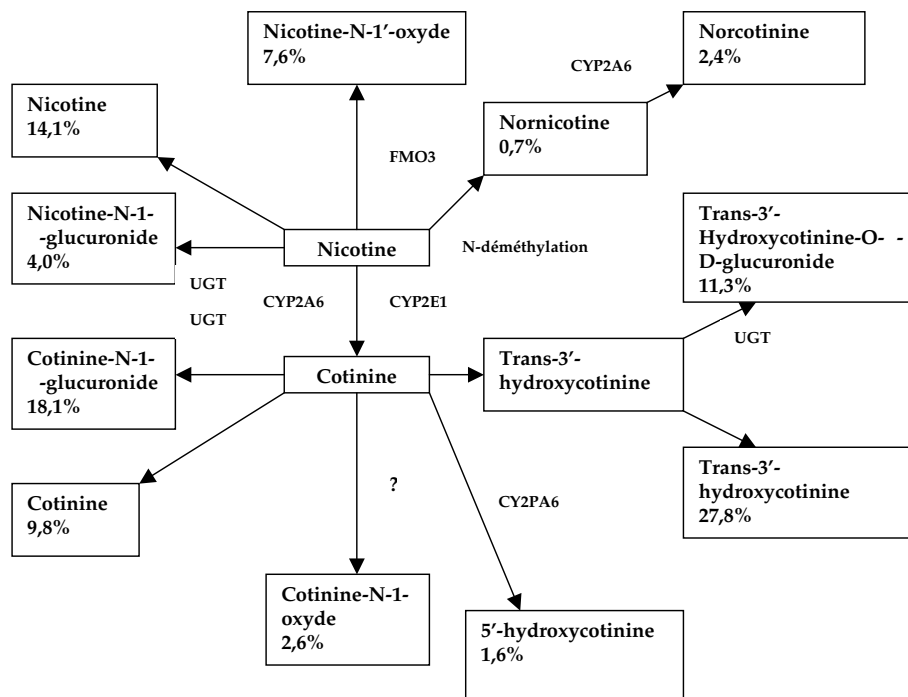 Nicotine-N-1'-oxyde
7,6%
Norcotinine
2,4%
CYP2A6
Nicotine
14,1%
Nornicotine
0,7%
FMO3
Nicotine-N-1-
-glucuronide
4,0%
Nicotine
N-déméthylation
Trans-3'-
Hydroxycotinine-O- -
D-glucuronide
11,3%
UGT
CYP2A6
CYP2E1
UGT
UGT
Cotinine-N-1-
-glucuronide
18,1%
Cotinine
Trans-3'-
hydroxycotinine
Trans-3'-
hydroxycotinine
27,8%
Cotinine
9,8%
?
CY2PA6
Cotinine-N-1-
oxyde
2,6%
5'-hydroxycotinine
1,6%